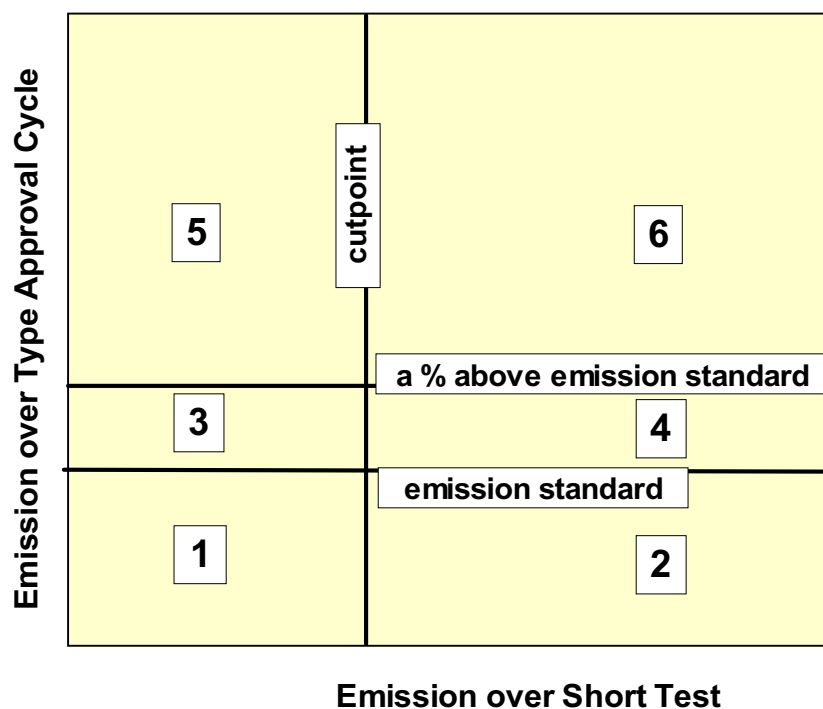 Emission over Type Approval Cycle
cutpoint
5
6
a % above emission standard
3
4
emission standard
1
2
Emission over Short Test